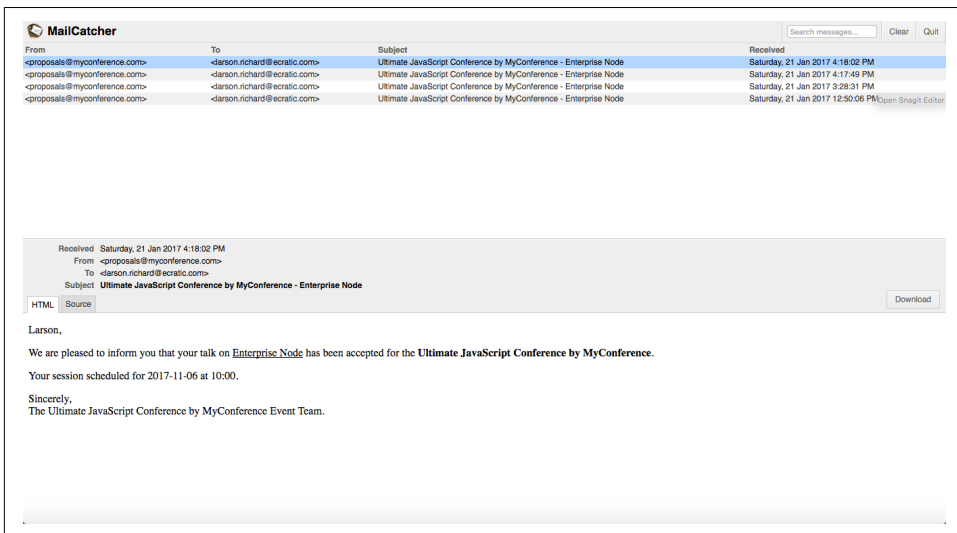 MailCatcher
Search messages...
Clear
Quit
From To Subject Received
<proposals@myconference.com> <larson.richard@ecratic.com> Ultimate JavaScript Conference by MyConference - Enterprise Node Saturday, 21 Jan 2017 4:18:02 PM
<proposals@myconference.com> <larson.richard@ecratic.com> Ultimate JavaScript Conference by MyConference - Enterprise Node Saturday, 21 Jan 2017 4:17:49 PM
<proposals@myconference.com> <larson.richard@ecratic.com> Ultimate JavaScript Conference by MyConference - Enterprise Node Saturday, 21 Jan 2017 3:28:31 PM
<proposals@myconference.com> <larson.richard@ecratic.com> Ultimate JavaScript Conference by MyConference - Enterprise Node Saturday, 21 Jan 2017 12:50:06 PM
Open Snagit Editor
Received Saturday, 21 Jan 2017 4:18:02 PM
From <proposals@myconference.com>
To <larson.richard@ecratic.com>
Subject Ultimate JavaScript Conference by MyConference - Enterprise Node
HTML Source Download
Larson,
We are pleased to inform you that your talk on Enterprise Node has been accepted for the Ultimate JavaScript Conference by MyConference.
Your session scheduled for 2017-11-06 at 10:00.
Sincerely,
The Ultimate JavaScript Conference by MyConference Event Team.